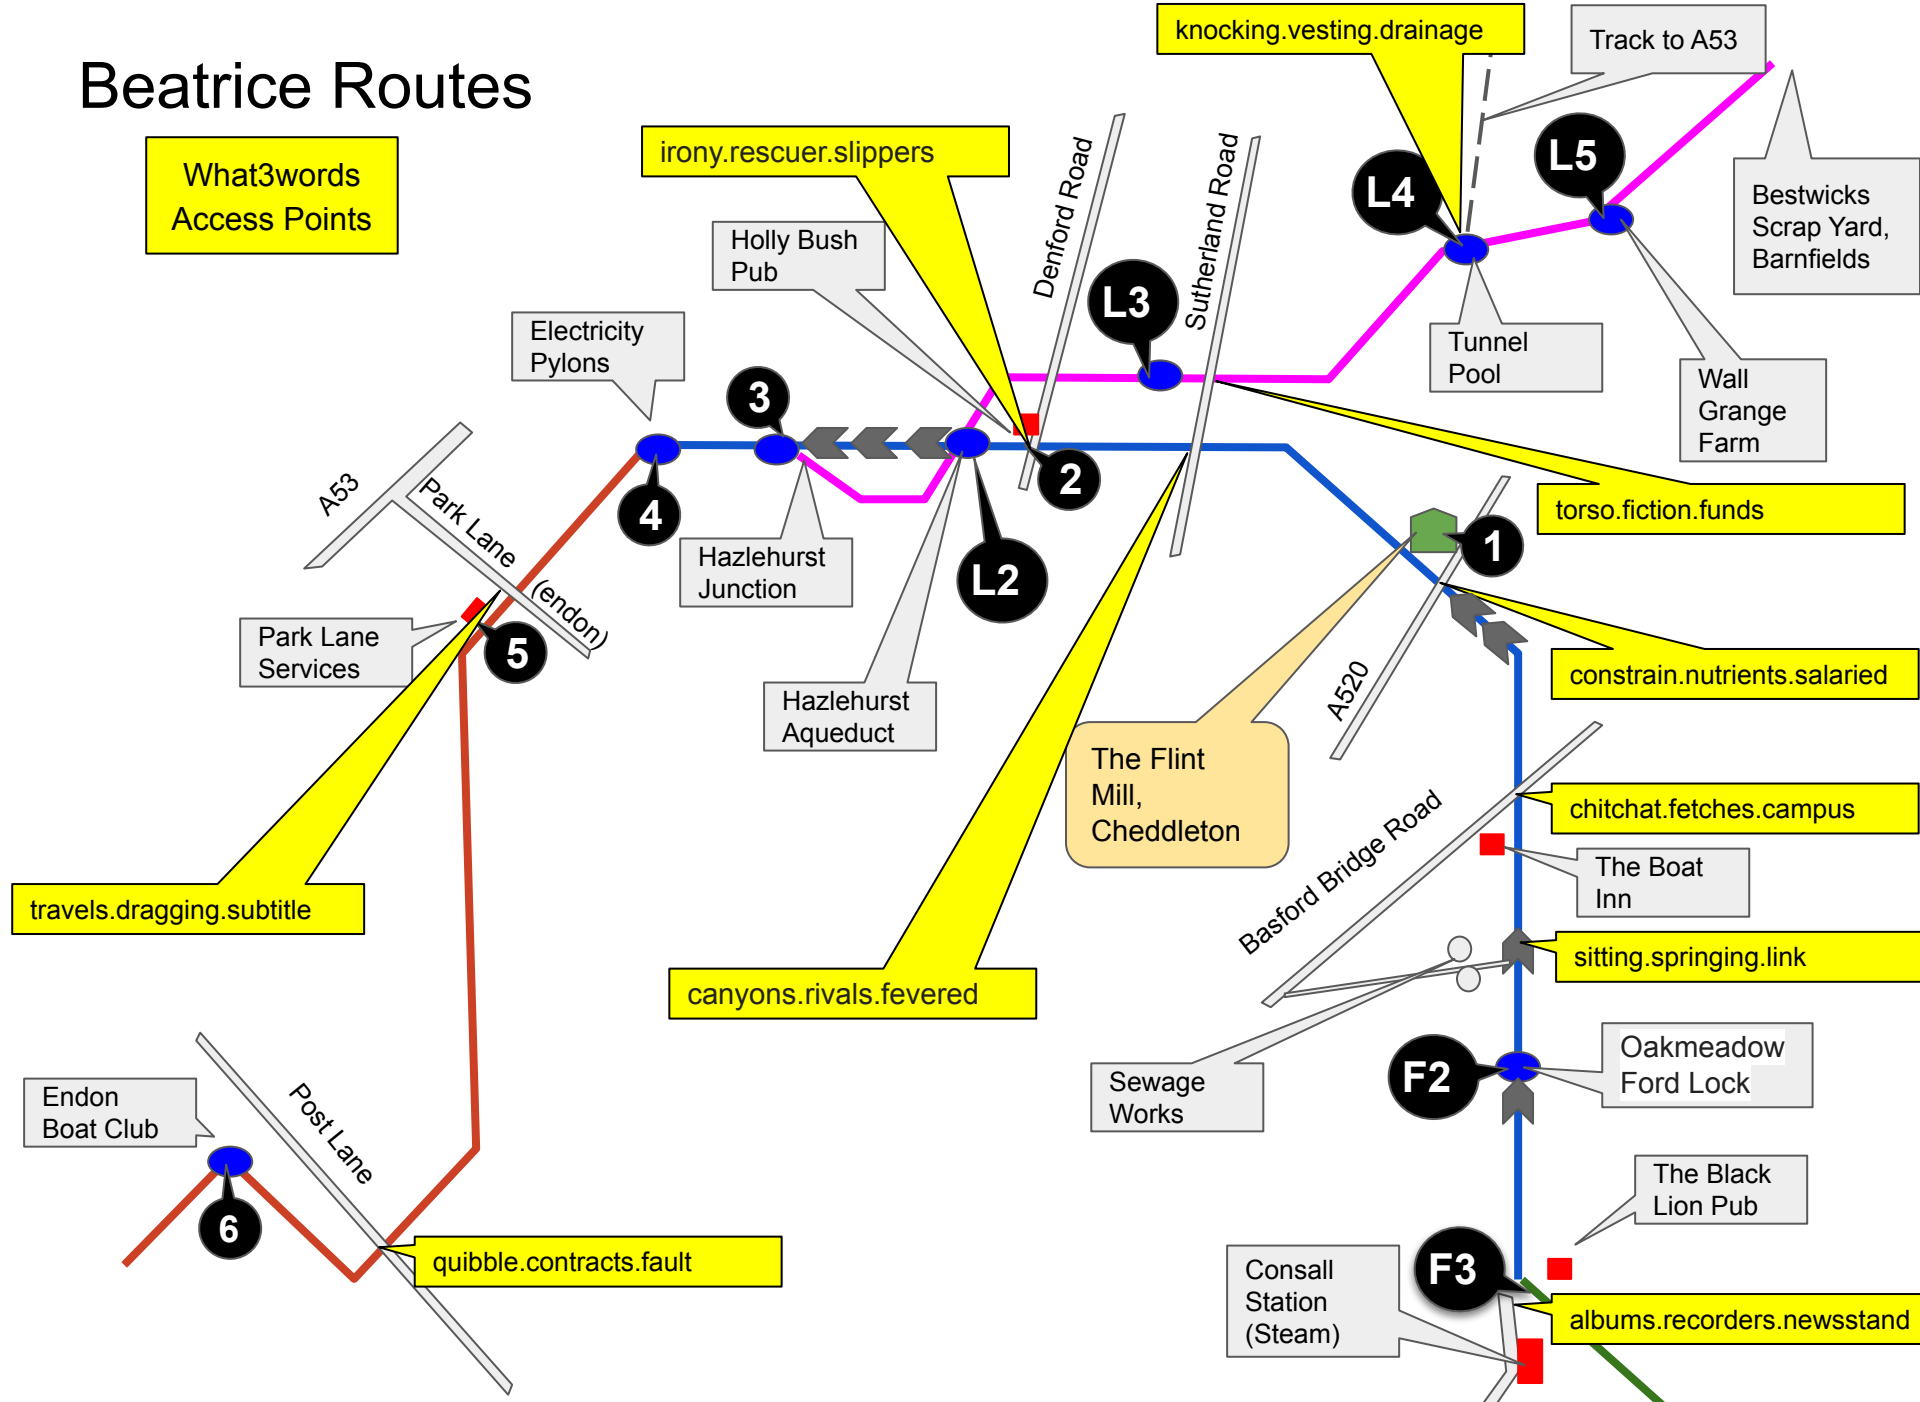 Beatrice Routes
What3words
Access Points
knocking.vesting.drainage
Track to A53
irony.rescuer.slippers
Denford Road
Sutherland Road
L4
L5
Bestwicks
Scrap Yard,
Barnfields
Holly Bush
Pub
L3
Electricity
Pylons
Tunnel
Pool
Wall
Grange
Farm
3
2
4
A53
Park Lane
(endon)
Hazlehurst
Junction
L2
torso.fiction.funds
1
Park Lane
Services
5
constrain.nutrients.salaried
Hazlehurst
Aqueduct
A520
The Flint
Mill,
Cheddleton
chitchat.fetches.campus
Basford Bridge Road
The Boat
Inn
travels.dragging.subtitle
sitting.springing.link
canyons.rivals.fevered
Oakmeadow
Ford Lock
F2
Sewage
Works
Endon
Boat Club
Post Lane
The Black
Lion Pub
6
quibble.contracts.fault
F3
Consall
Station
(Steam)
albums.recorders.newsstand